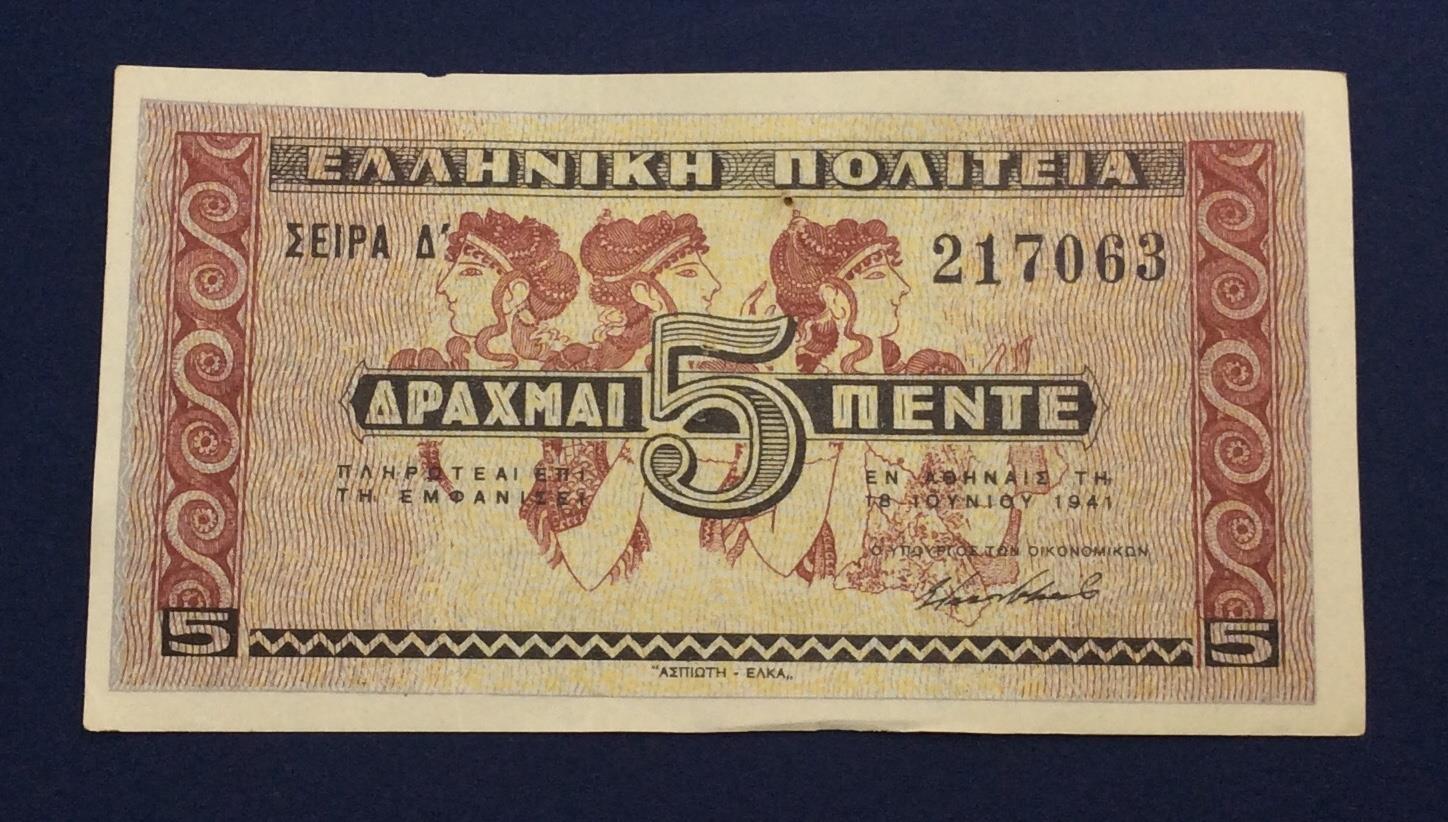 ΕΛΛΗΝΙΚΗ ΠΟΛΙΤΕΙΑ
ΣΕΙΡΑ Δ΄ 217063
ΔΡΑΧΜΑΙ 5 ΠΕΝΤΕ
ΠΛΗΡΩΤΕΑΙ ΕΠΙ
ΤΗ ΕΜΦΑΝΙΣΕΙ
ΕΝ ΑΘΗΝΑΙΣ ΤΗ
18 ΙΟΥΝΙΟΥ 1941
Ο ΥΠΟΥΡΓΟΣ ΤΩΝ ΟΙΚΟΝΟΜΙΚΩΝ
5 5
"ΑΣΠΙΩΤΗ - ΕΛΚΑ„